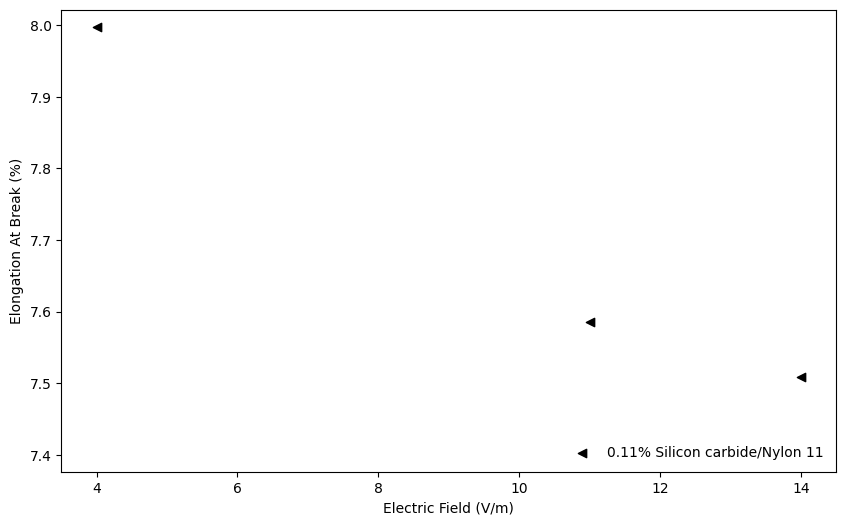 8.0
7.9
7.8
7.7
7.6
7.5
7.4
Elongation At Break (%)
0.11% Silicon carbide/Nylon 11
4 6 8 10 12 14
Electric Field (V/m)